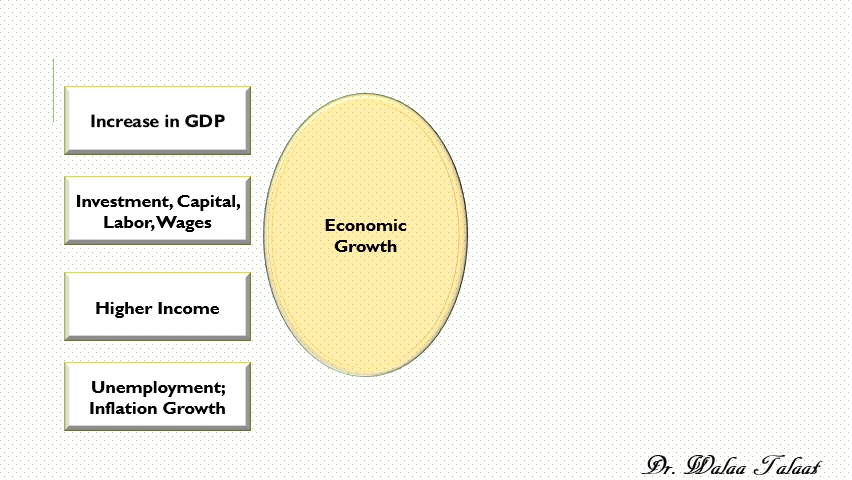 Increase in GDP
Investment, Capital,
Labor, Wages
Higher Income
Unemployment;
Inflation Growth
Economic
Growth
Dr. Walaa Talaat